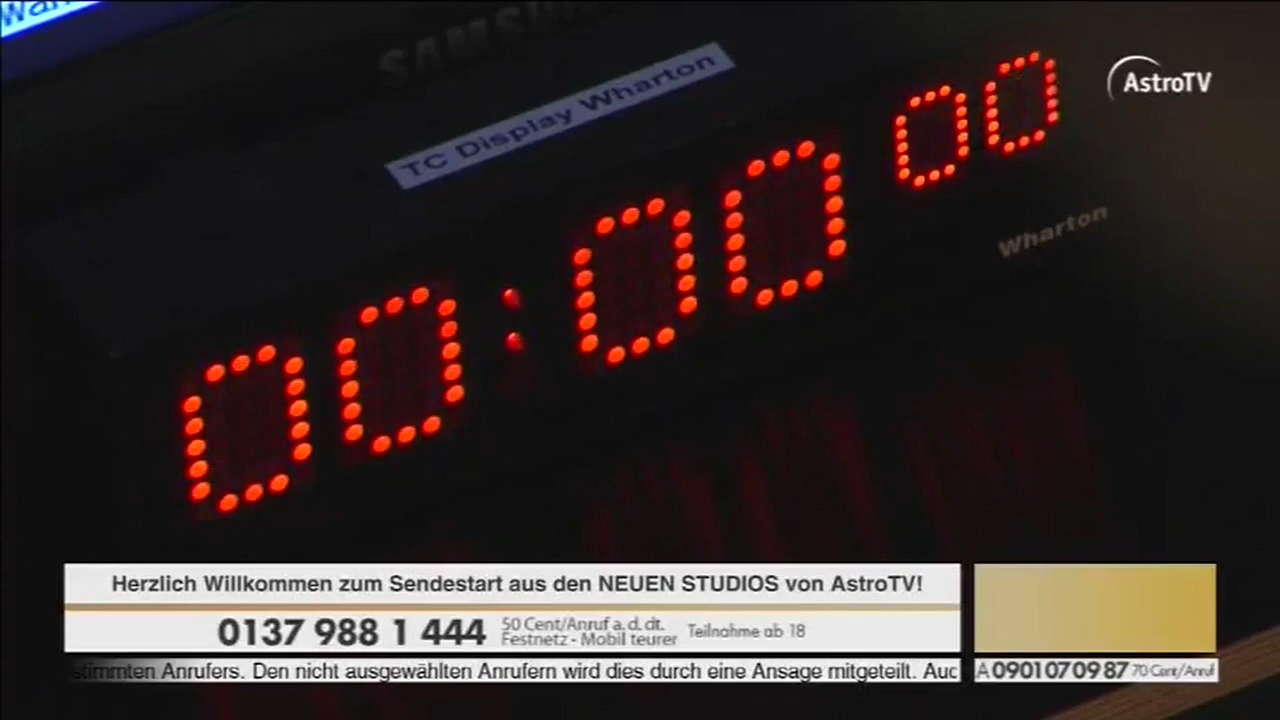 SAMSUNG
TC Display Wharton
AstroTV
00:00 00
Wharton
Herzlich Willkommen zum Sendestart aus den NEUEN STUDIOS von AstroTV!
0137 988 1 444
50 Cent/Anruf a. d. dt.
Festnetz - Mobil teurer
Teilnahme ab 18
stimmten Anrufers. Den nicht ausgewählten Anrufern wird dies durch eine Ansage mitgeteilt. Auc
A 0901 07 09 87 70 Cent/Anruf